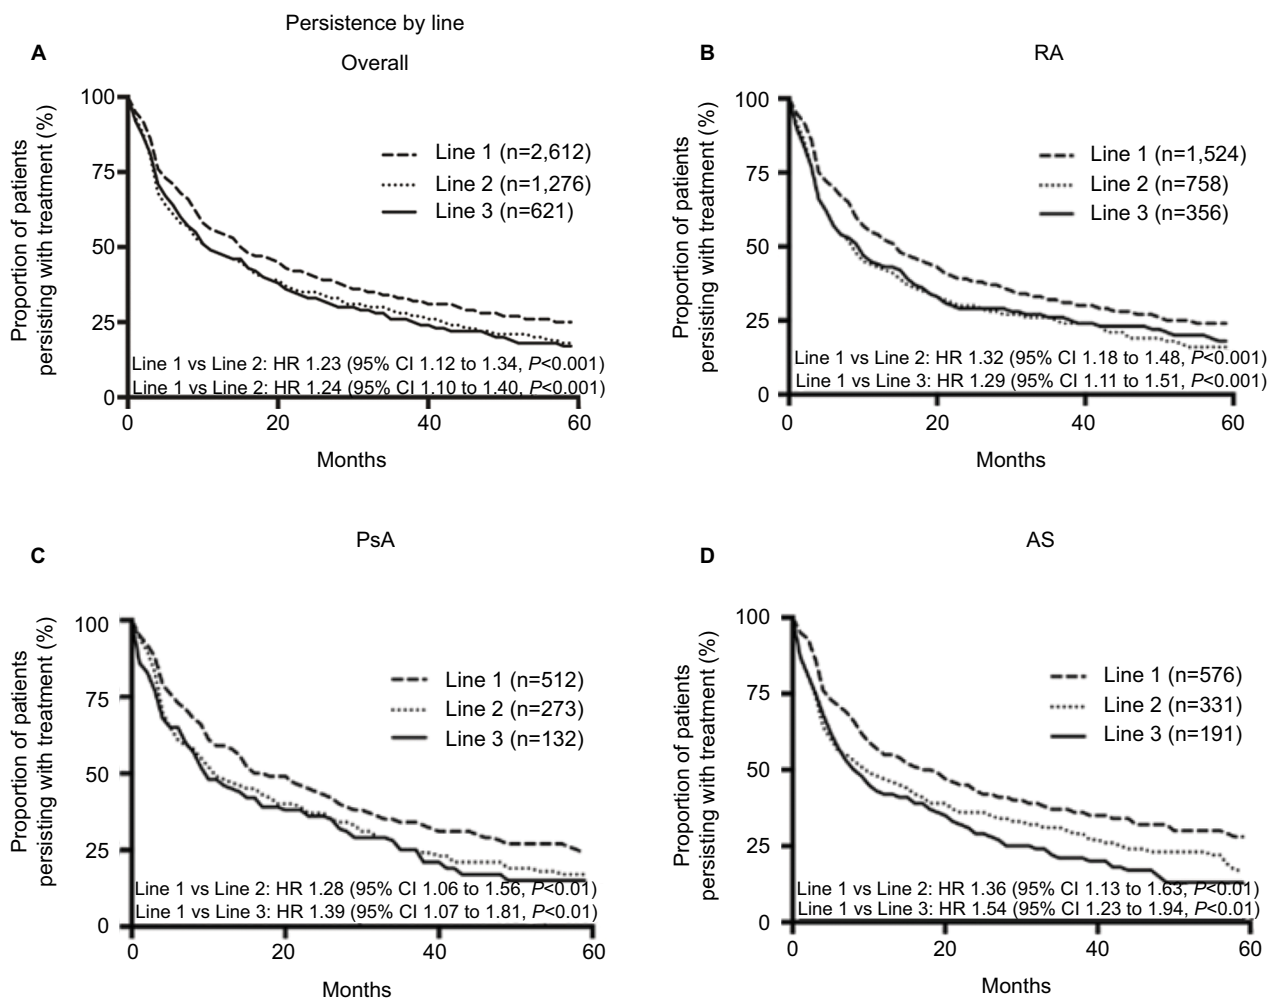 Persistence by line
A
Overall
Proportion of patients
persisting with treatment (%)
100
75
50
25
0
Line 1 (n=2,612)
Line 2 (n=1,276)
Line 3 (n=621)
Line 1 vs Line 2: HR 1.23 (95% CI 1.12 to 1.34, P<0.001)
Line 1 vs Line 2: HR 1.24 (95% CI 1.10 to 1.40, P<0.001)
0 20 40 60
Months
B
RA
Proportion of patients
persisting with treatment (%)
100
75
50
25
0
Line 1 (n=1,524)
Line 2 (n=758)
Line 3 (n=356)
Line 1 vs Line 2: HR 1.32 (95% CI 1.18 to 1.48, P<0.001)
Line 1 vs Line 3: HR 1.29 (95% CI 1.11 to 1.51, P<0.001)
0 20 40 60
Months
C
PsA
Proportion of patients
persisting with treatment (%)
100
75
50
25
0
Line 1 (n=512)
Line 2 (n=273)
Line 3 (n=132)
Line 1 vs Line 2: HR 1.28 (95% CI 1.06 to 1.56, P<0.01)
Line 1 vs Line 3: HR 1.39 (95% CI 1.07 to 1.81, P<0.01)
0 20 40 60
Months
D
AS
Proportion of patients
persisting with treatment (%)
100
75
50
25
0
Line 1 (n=576)
Line 2 (n=331)
Line 3 (n=191)
Line 1 vs Line 2: HR 1.36 (95% CI 1.13 to 1.63, P<0.01)
Line 1 vs Line 3: HR 1.54 (95% CI 1.23 to 1.94, P<0.01)
0 20 40 60
Months